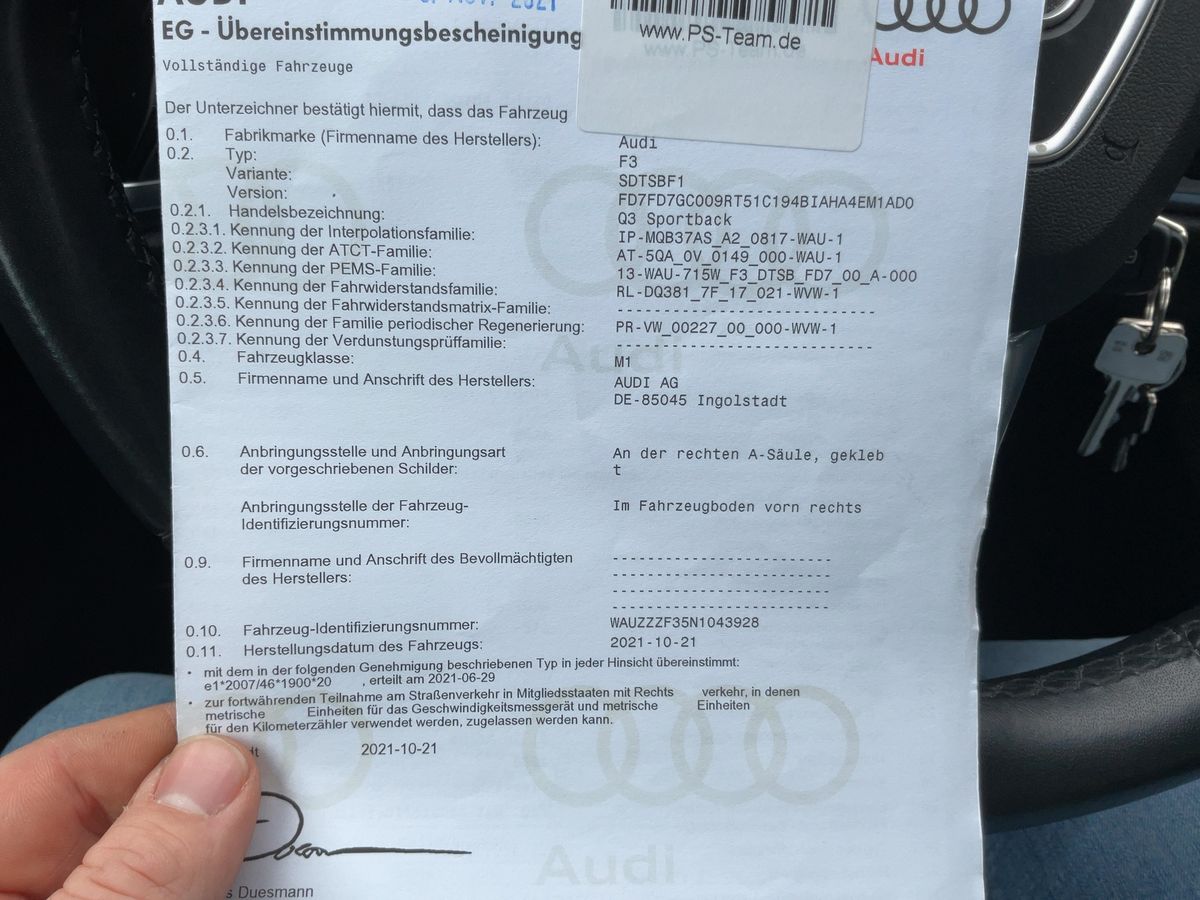 AUDI
2021
EG - Übereinstimmungsbescheinigung
www.PS-Team.de
Audi
Vollständige Fahrzeuge
Der Unterzeichner bestätigt hiermit, dass das Fahrzeug
0.1. Fabrikmarke (Firmenname des Herstellers): Audi
0.2. Typ: F3
Variante: SDTSBF1
Version: FD7FD7GC009RT51C194BIAHA4EM1AD0
0.2.1. Handelsbezeichnung: Q3 Sportback
0.2.3.1. Kennung der Interpolationsfamilie: IP-MQB37AS_A2_0817-WAU-1
0.2.3.2. Kennung der ATCT-Familie: AT-5QA_0V_0149_000-WAU-1
0.2.3.3. Kennung der PEMS-Familie: 13-WAU-715W_F3_DTSB_FD7_00_A-000
0.2.3.4. Kennung der Fahrwiderstandsfamilie: RL-DQ381_7F_17_021-WVW-1
0.2.3.5. Kennung der Fahrwiderstandsmatrix-Familie: ----------------------------
0.2.3.6. Kennung der Familie periodischer Regenerierung: PR-VW_00227_00_000-WVW-1
0.2.3.7. Kennung der Verdunstungsprüffamilie: ----------------------------
0.4. Fahrzeugklasse: M1
0.5. Firmenname und Anschrift des Herstellers: AUDI AG
DE-85045 Ingolstadt
0.6. Anbringungsstelle und Anbringungsart An der rechten A-Säule, gekleb
der vorgeschriebenen Schilder: t
Anbringungsstelle der Fahrzeug- Im Fahrzeugboden vorn rechts
Identifizierungsnummer:
0.9. Firmenname und Anschrift des Bevollmächtigten ------------------------
des Herstellers: ------------------------
------------------------
------------------------
0.10. Fahrzeug-Identifizierungsnummer: WAUZZZF35N1043928
0.11. Herstellungsdatum des Fahrzeugs: 2021-10-21
• mit dem in der folgenden Genehmigung beschriebenen Typ in jeder Hinsicht übereinstimmt:
e1*2007/46*1900*20 , erteilt am 2021-06-29
• zur fortwährenden Teilnahme am Straßenverkehr in Mitgliedsstaaten mit Rechts verkehr, in denen
metrische Einheiten für das Geschwindigkeitsmessgerät und metrische Einheiten
für den Kilometerzähler verwendet werden, zugelassen werden kann.
dt 2021-10-21
s Duesmann
Audi
Audi